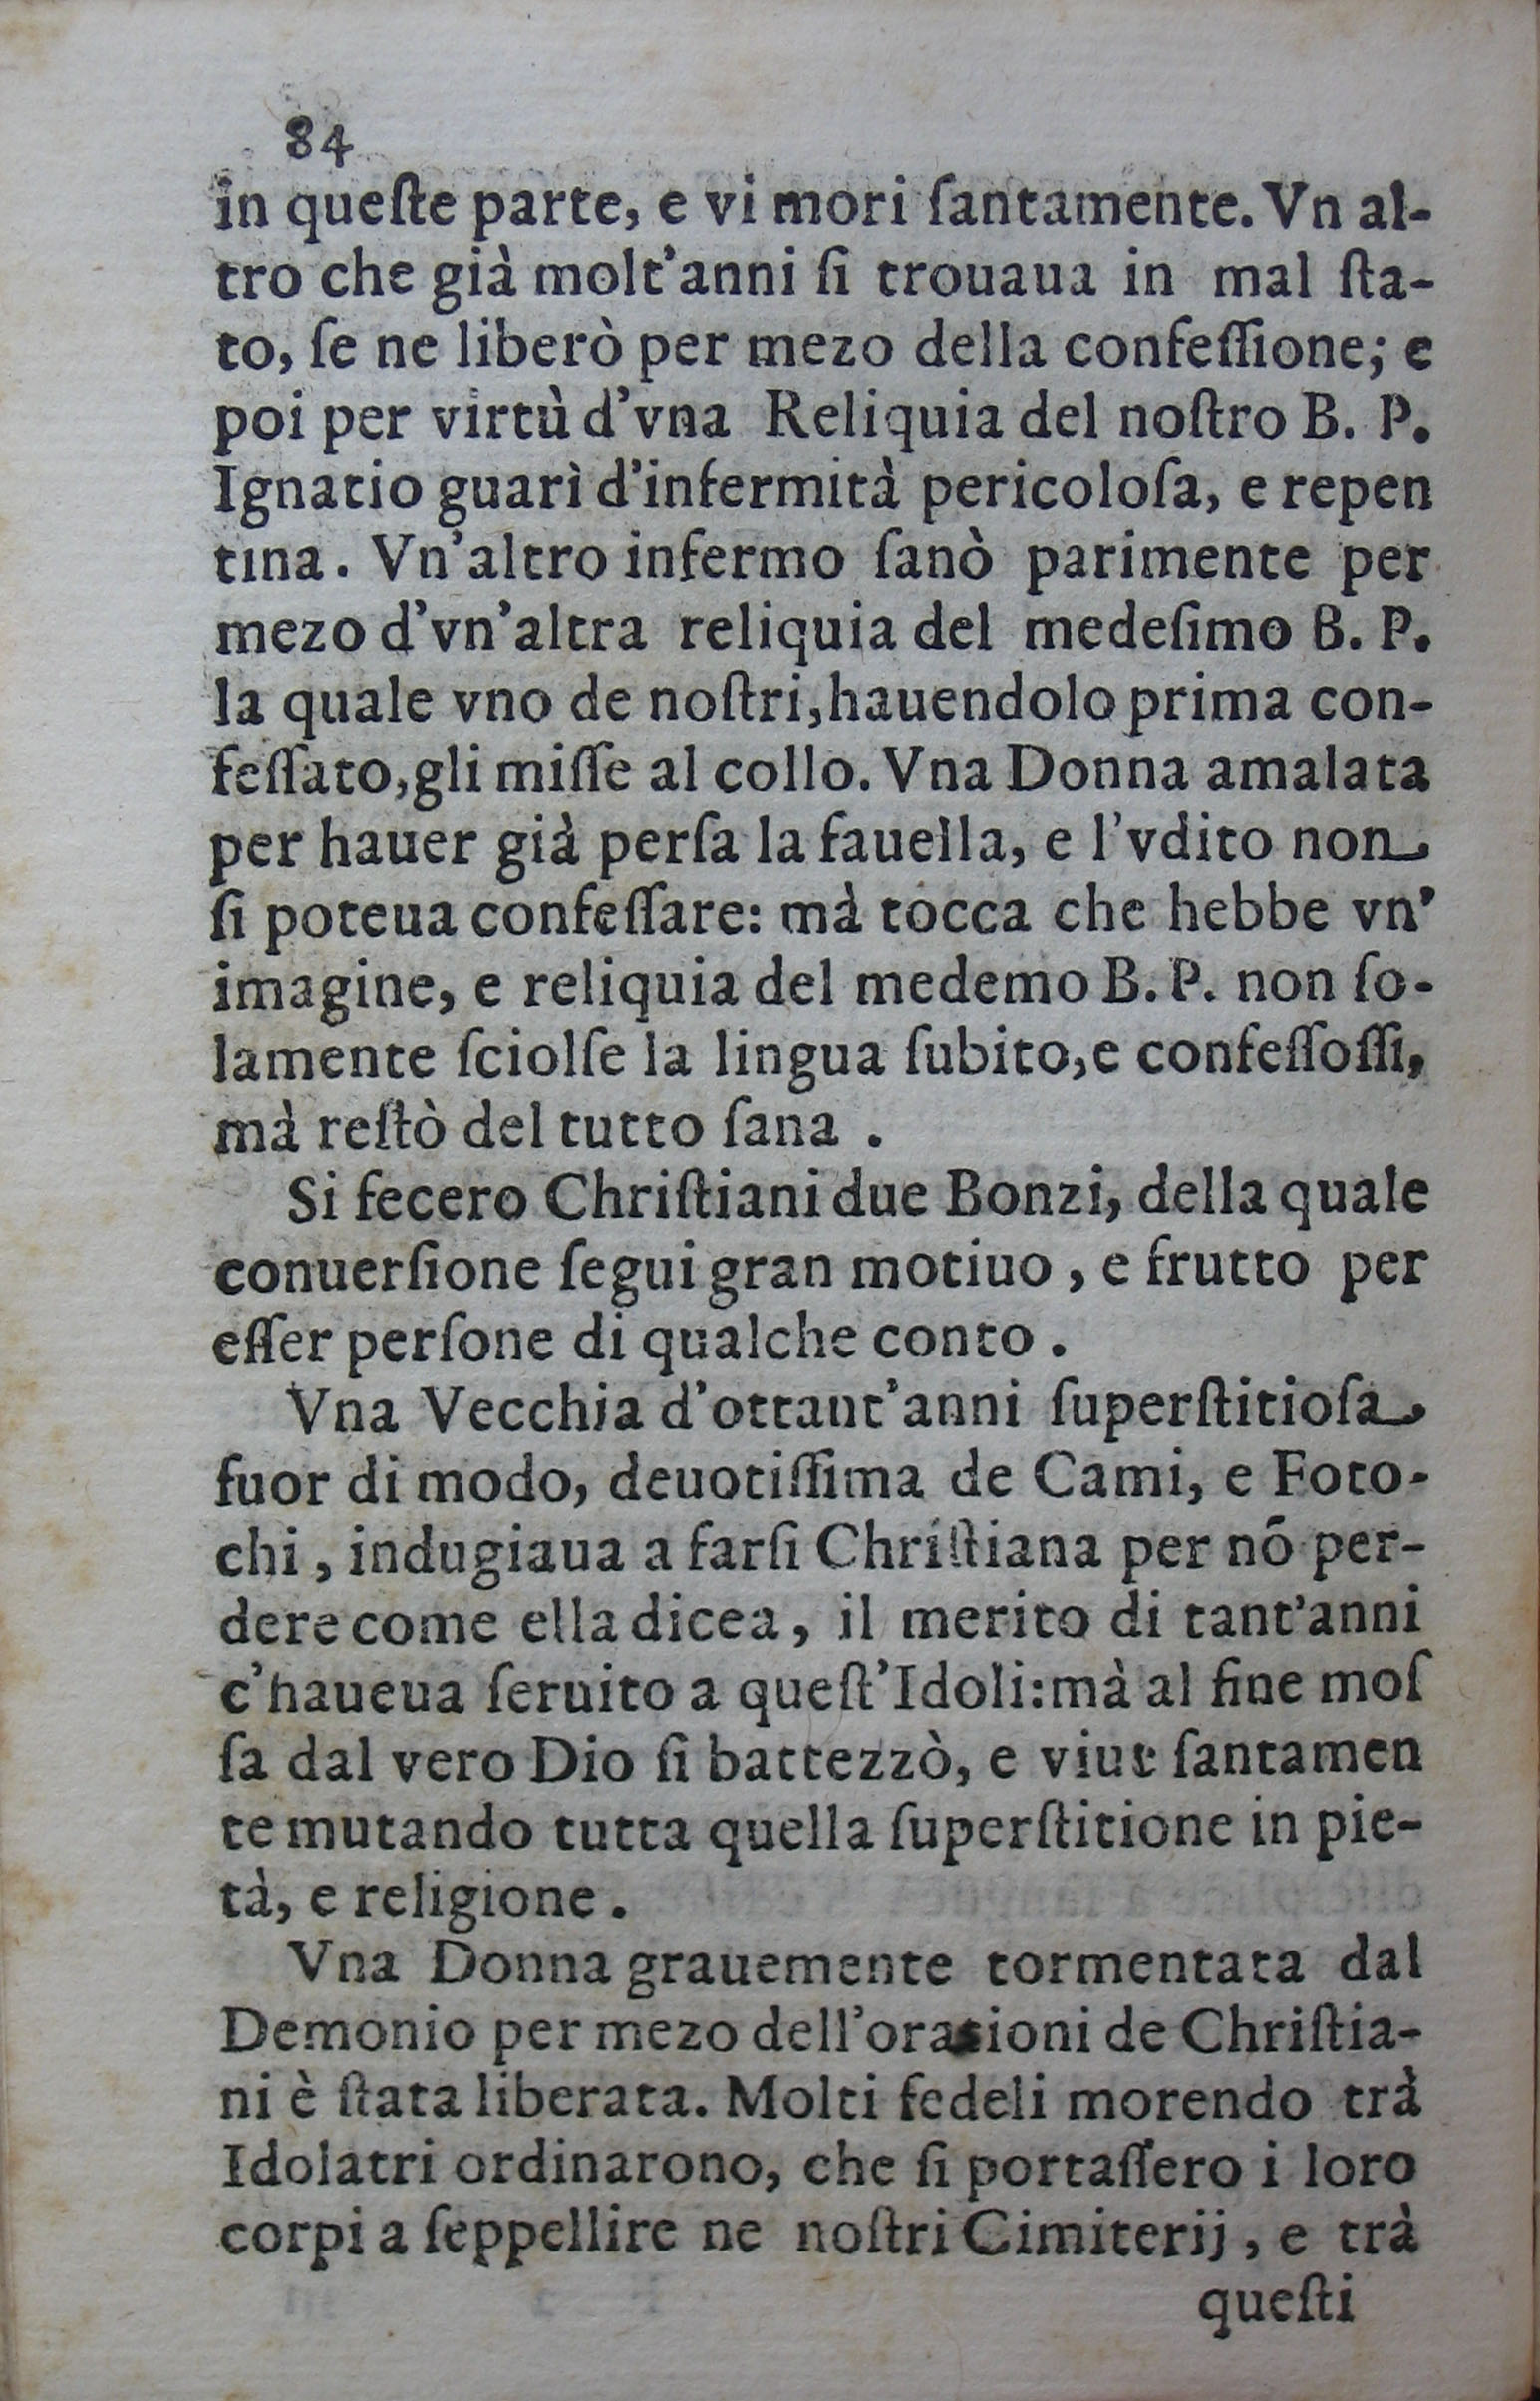 84
in queſte parte, e vi mori ſantamente. Vn al-
tro che già molt'anni ſi trouaua in mal ſta-
to, ſe ne liberò per mezo della confeſſione; e
poi per virtù d'vna Reliquia del noſtro B. P.
Ignatio guarì d'infermità pericoloſa, e repen
tina. Vn'altro infermo ſanò parimente per
mezo d'vn'altra reliquia del medeſimo B. P.
la quale vno de noſtri, hauendolo prima con-
feſſato, gli miſſe al collo. Vna Donna amalata
per hauer già perſa la fauella, e l'vdito non
ſi poteua confeſſare: mà tocca che hebbe vn'
imagine, e reliquia del medemo B. P. non ſo-
lamente ſciolſe la lingua ſubito, e confeſſoſſi,
mà reſtò del tutto ſana .
Si fecero Chriſtiani due Bonzi, della quale
conuerſione ſegui gran motiuo , e frutto per
eſſer perſone di qualche conto .
Vna Vecchia d'ottant'anni ſuperſtitioſa
fuor di modo, deuotiſſima de Cami, e Foto-
chi , indugiaua a farſi Chriſtiana per nō per-
dere come ella dicea, il merito di tant'anni
c'haueua ſeruito a queſt'Idoli: mà al fine moſ
ſa dal vero Dio ſi battezzò, e viue ſantamen
te mutando tutta quella ſuperſtitione in pie-
tà, e religione .
Vna Donna grauemente tormentata dal
Demonio per mezo dell'orationi de Chriſtia-
ni è ſtata liberata. Molti fedeli morendo trà
Idolatri ordinarono, che ſi portaſſero i loro
corpi a ſeppellire ne noſtri Cimiterij , e trà
queſti